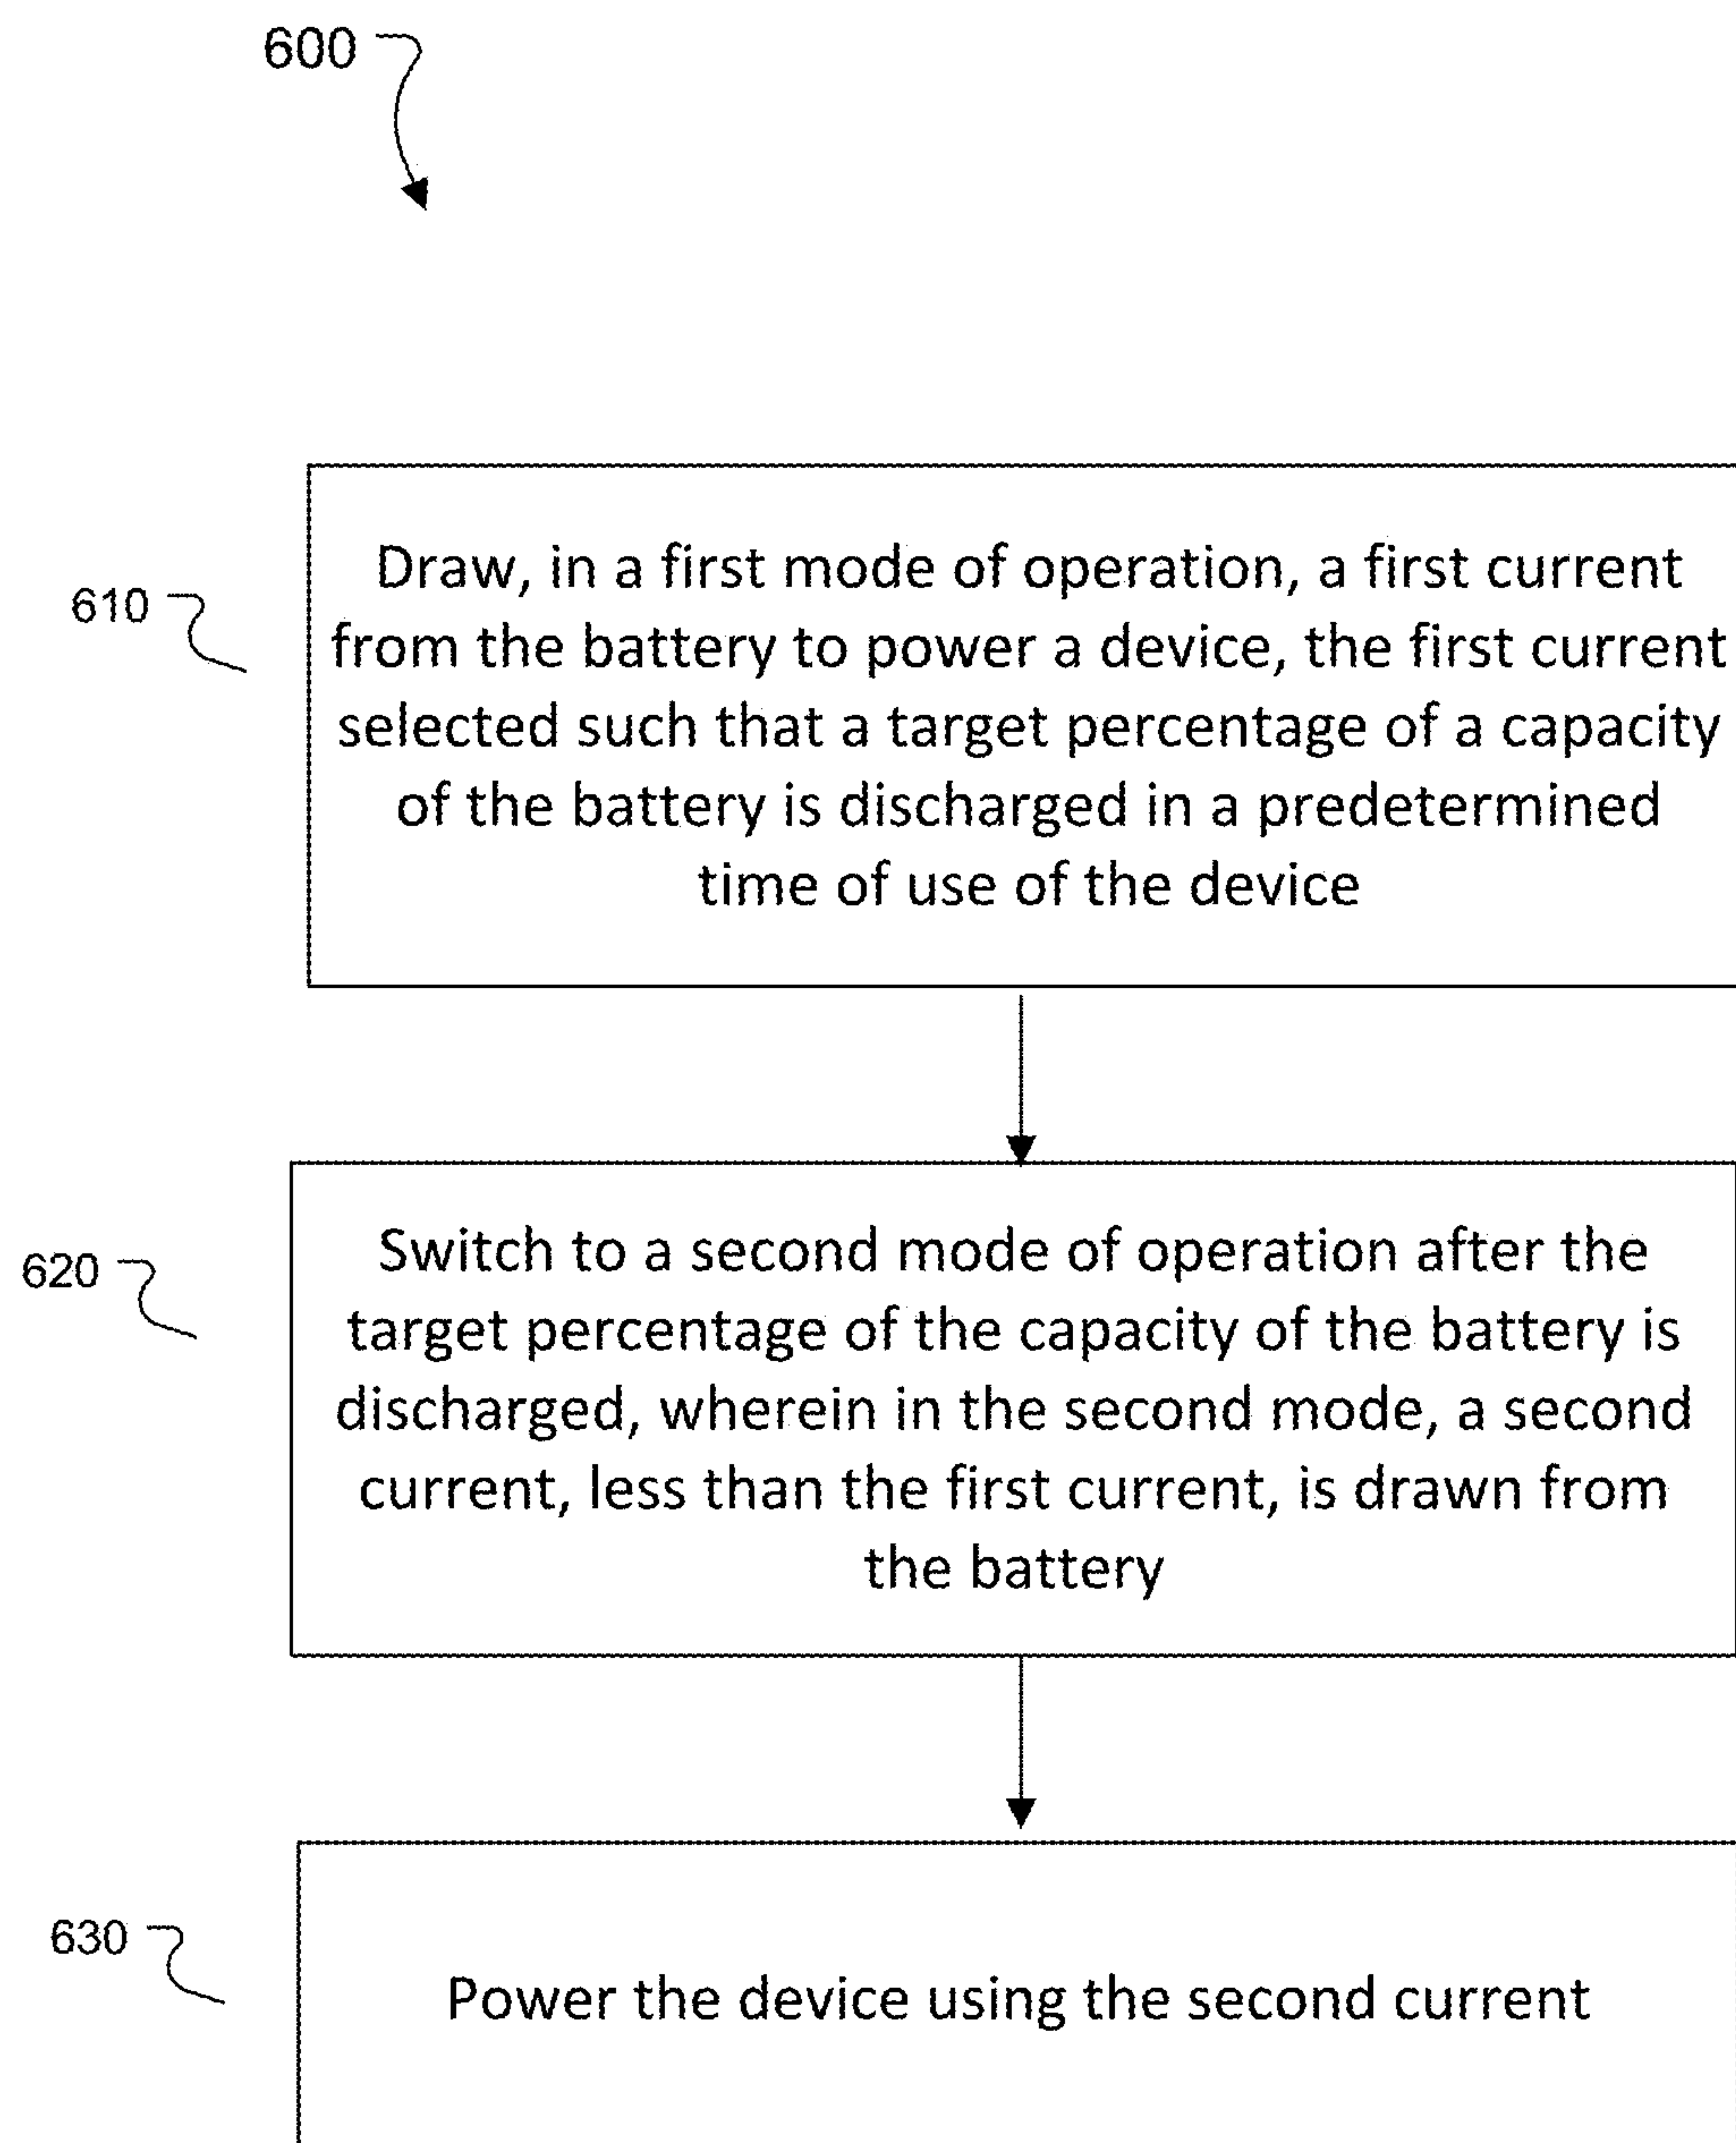 600
610
Draw, in a first mode of operation, a first current
from the battery to power a device, the first current
selected such that a target percentage of a capacity
of the battery is discharged in a predetermined
time of use of the device
620
Switch to a second mode of operation after the
target percentage of the capacity of the battery is
discharged, wherein in the second mode, a second
current, less than the first current, is drawn from
the battery
630
Power the device using the second current